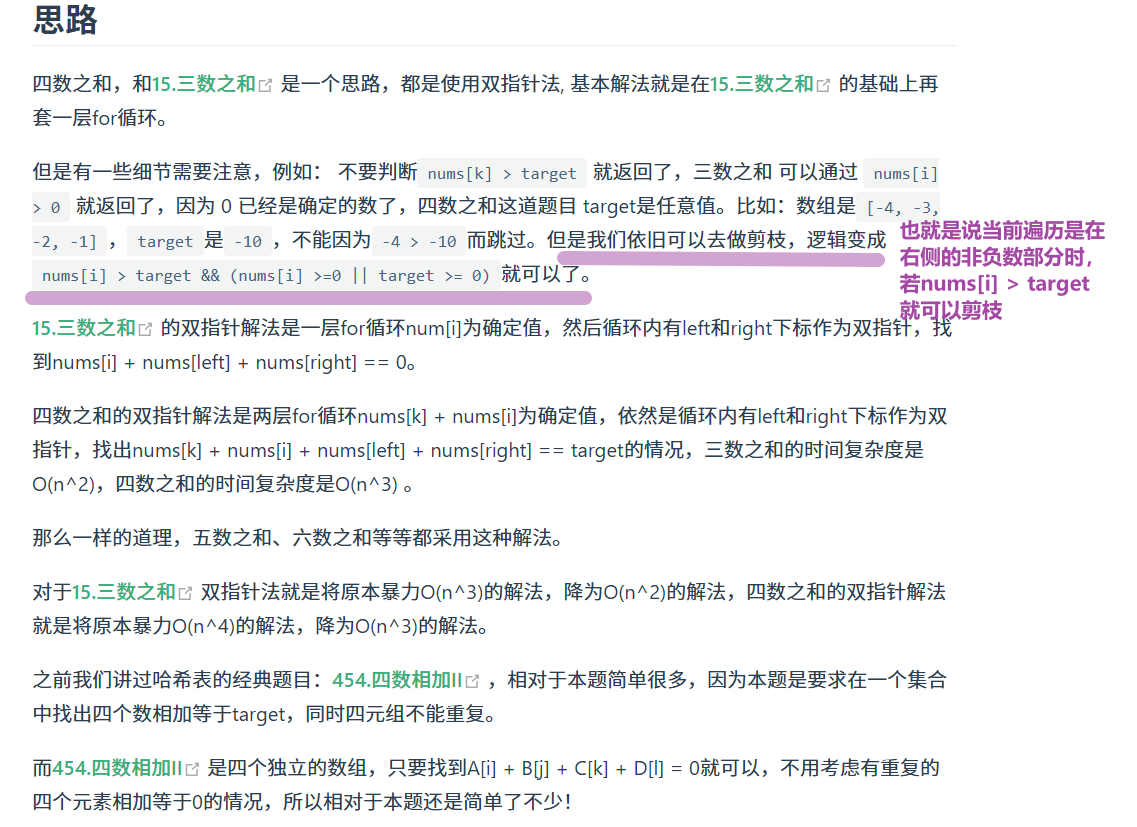 思路
四数之和，和15.三数之和 是一个思路，都是使用双指针法, 基本解法就是在15.三数之和 的基础上再
套一层for循环。
但是有一些细节需要注意，例如： 不要判断 nums[k] > target 就返回了，三数之和 可以通过 nums[i]
> 0 就返回了，因为 0 已经是确定的数了，四数之和这道题目 target是任意值。比如：数组是 [-4, -3,
-2, -1] ， target 是 -10 ，不能因为 -4 > -10 而跳过。但是我们依旧可以去做剪枝，逻辑变成
nums[i] > target && (nums[i] >=0 || target >= 0) 就可以了。
也就是说当前遍历是在
右侧的非负数部分时,
若nums[i] > target
就可以剪枝
15.三数之和 的双指针解法是一层for循环num[i]为确定值，然后循环内有left和right下标作为双指针，找
到nums[i] + nums[left] + nums[right] == 0。
四数之和的双指针解法是两层for循环nums[k] + nums[i]为确定值，依然是循环内有left和right下标作为双
指针，找出nums[k] + nums[i] + nums[left] + nums[right] == target的情况，三数之和的时间复杂度是
O(n^2)，四数之和的时间复杂度是O(n^3) 。
那么一样的道理，五数之和、六数之和等等都采用这种解法。
对于15.三数之和 双指针法就是将原本暴力O(n^3)的解法，降为O(n^2)的解法，四数之和的双指针解法
就是将原本暴力O(n^4)的解法，降为O(n^3)的解法。
之前我们讲过哈希表的经典题目：454.四数相加II ，相对于本题简单很多，因为本题是要求在一个集合
中找出四个数相加等于target，同时四元组不能重复。
而454.四数相加II 是四个独立的数组，只要找到A[i] + B[j] + C[k] + D[l] = 0就可以，不用考虑有重复的
四个元素相加等于0的情况，所以相对于本题还是简单了不少！